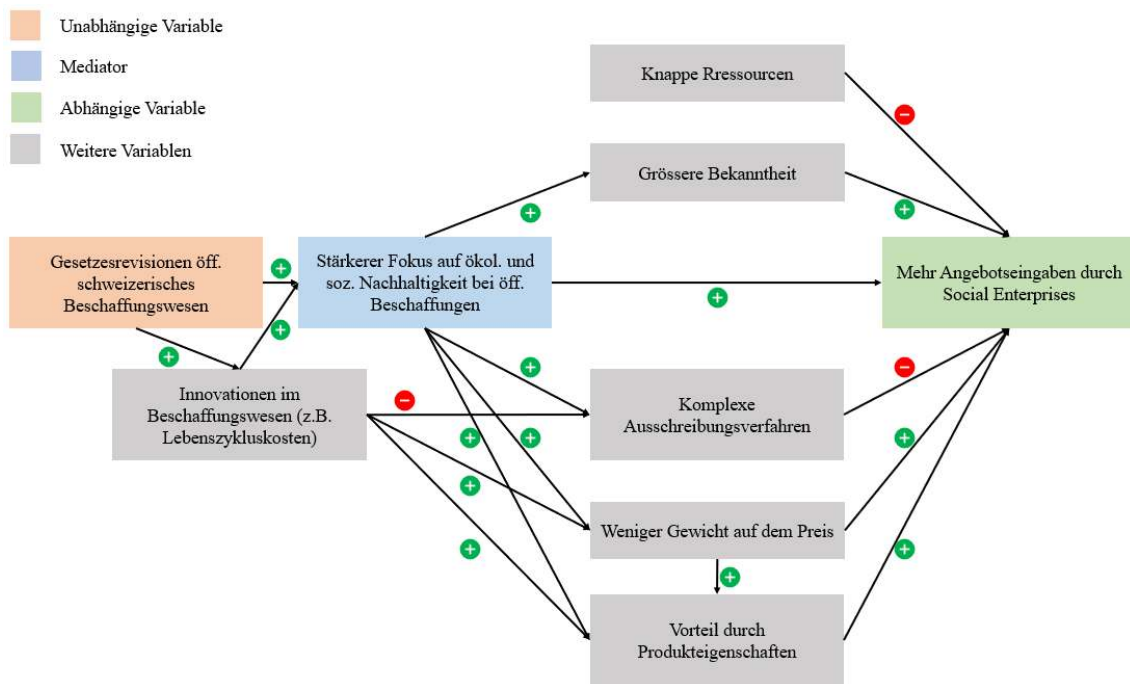 Unabhängige Variable
Mediator
Abhängige Variable
Weitere Variablen
Knappe Rressourcen
Grössere Bekanntheit
Gesetzesrevisionen öff.
schweizerisches
Beschaffungswesen
Stärkerer Fokus auf ökol. und
soz. Nachhaltigkeit bei öff.
Beschaffungen
Mehr Angebotseingaben durch
Social Enterprises
Innovationen im
Beschaffungswesen (z.B.
Lebenszykluskosten)
Komplexe
Ausschreibungsverfahren
Weniger Gewicht auf dem Preis
Vorteil durch
Produkteigenschaften